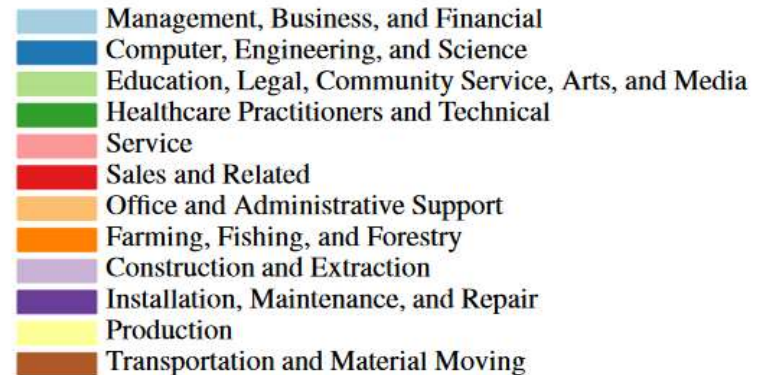 Management, Business, and Financial
Computer, Engineering, and Science
Education, Legal, Community Service, Arts, and Media
Healthcare Practitioners and Technical
Service
Sales and Related
Office and Administrative Support
Farming, Fishing, and Forestry
Construction and Extraction
Installation, Maintenance, and Repair
Production
Transportation and Material Moving